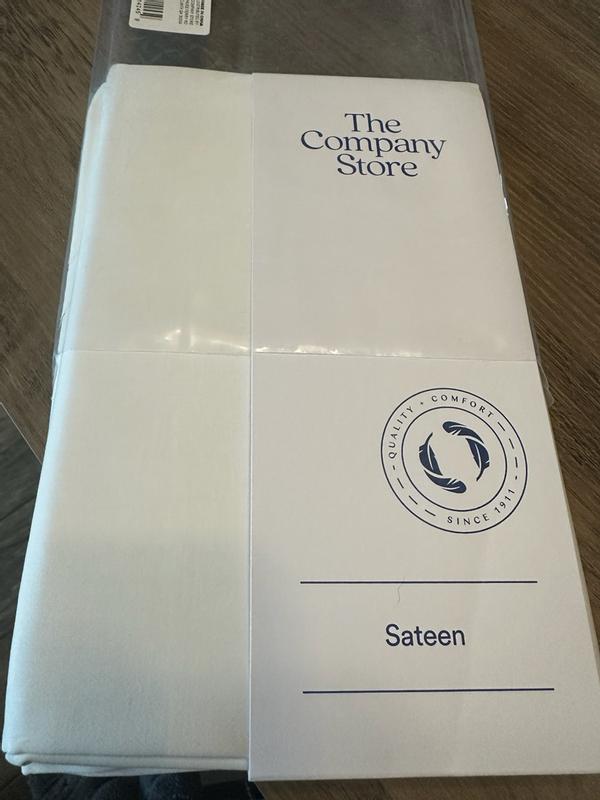 The
Company
Store
QUALITY + COMFORT
SINCE 1911
Sateen